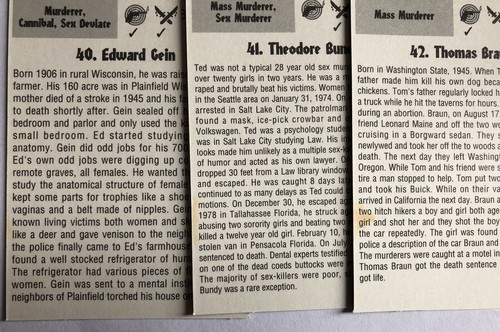 Murderer,
Cannibal, Sex Deviate
40. Edward Gein
Born 1906 in rural Wisconsin, he was rais
farmer. His 160 acre was in Plainfield W
mother died of a stroke in 1945 and his fa
to death shortly after. Gein sealed off
bedroom and parlor and only used the k
small bedroom. Ed started studying
anatomy. Gein did odd jobs for his 700
Ed's own odd jobs were digging up c
remote graves, all females. He wanted t
study the anatomical structure of female
kept some parts for trophies like a shoe
vaginas and a belt made of nipples. Gein
known living victims both women and s
like a deer and gave venison to the neigh
the police finally came to Ed's farmhouse
found a well stocked refrigerator of hum
The refrigerator had various pieces of
women. Gein was sent to a mental insti
neighbors of Plainfield torched his house or
Mass Murderer,
Sex Murderer
41. Theodore Bun
Ted was not a typical 28 year old sex mur
over twenty girls in two years. He was a n
raped and brutally beat his victims. Women
in the Seattle area on January 31, 1974. On
arrested in Salt Lake City. The patrolman
found a mask, ice-pick crowbar and
Volkswagen. Ted was a psychology stude
was in Salt Lake City studying Law. His in
looks made him unlikely as a multiple sex-k
of humor and acted as his own lawyer. O
dropped 30 feet from a Law library window
and escaped. He was caught 8 days late
continued to as many delays as Ted could
motions. On December 30, he escaped ag
1978 in Tallahassee Florida, he struck ag
abusing two sorority girls and beating two
killed a twelve year old girl. February 10, h
stolen van in Pensacola Florida. On July
sentenced to death. Dental experts testified
on one of the dead coeds buttocks were
The majority of sex-killers were poor,
Bundy was a rare exception.
Mass Murderer
42. Thomas Bra
Born in Washington State, 1945. When T
father made him kill his own dog beca
chickens. Tom's father regularly locked h
a truck while he hit the taverns for hours.
during an abortion. Braun, on August 17
friend Leonard Maine and off the two we
cruising in a Borgward sedan. They s
newlywed and took her off to the woods a
death. The next day they left Washingt
Oregon. While Tom and his friend were s
tire a man stopped to help. Tom put two
and took his Buick. While on their va
arrived in California the next day. Braun a
two hitch hikers a boy and girl both age
girl and shot her and they shot the boy
the car repeatedly. The girl was found
police a description of the car Braun and
The murderers were caught at a motel in
Thomas Braun got the death sentence
got life.